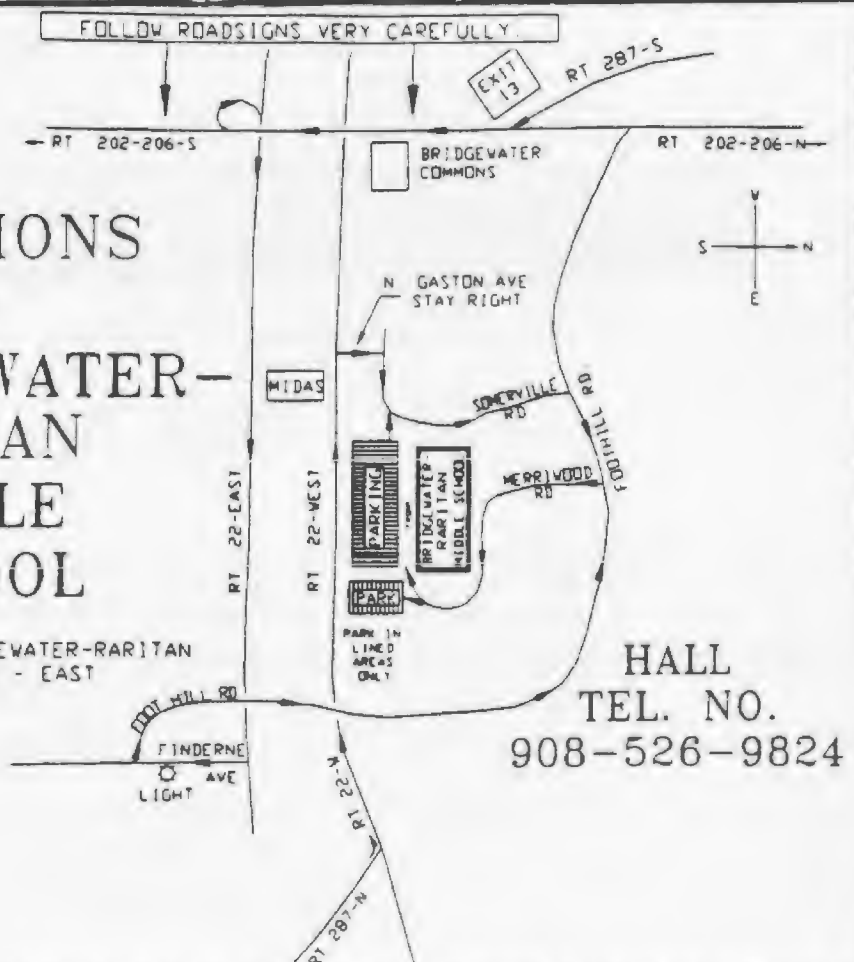 FOLLOW ROADSIGNS VERY CAREFULLY.
EXIT
13
RT 287-S
RT 202-206-S
RT 202-206-N
BRIDGEWATER
COMMONS
IONS
W
S N
E
N GASTON AVE
STAY RIGHT
WATER-
AN
LE
OOL
MIDAS
SOMERVILLE
RD
FOOTHILL RD
MERRIWOOD
RD
PARKING
BRIDGEWATER
RARITAN
MIDDLE SCHOOL
RT 22-EAST
RT 22-WEST
PARK
PARK IN
LINED
AREAS
ONLY
EWATER-RARITAN
- EAST
HALL
TEL. NO.
908-526-9824
FOOT HILL RD
FINDERNE
AVE
LIGHT
RT 22-W
RT 287-N